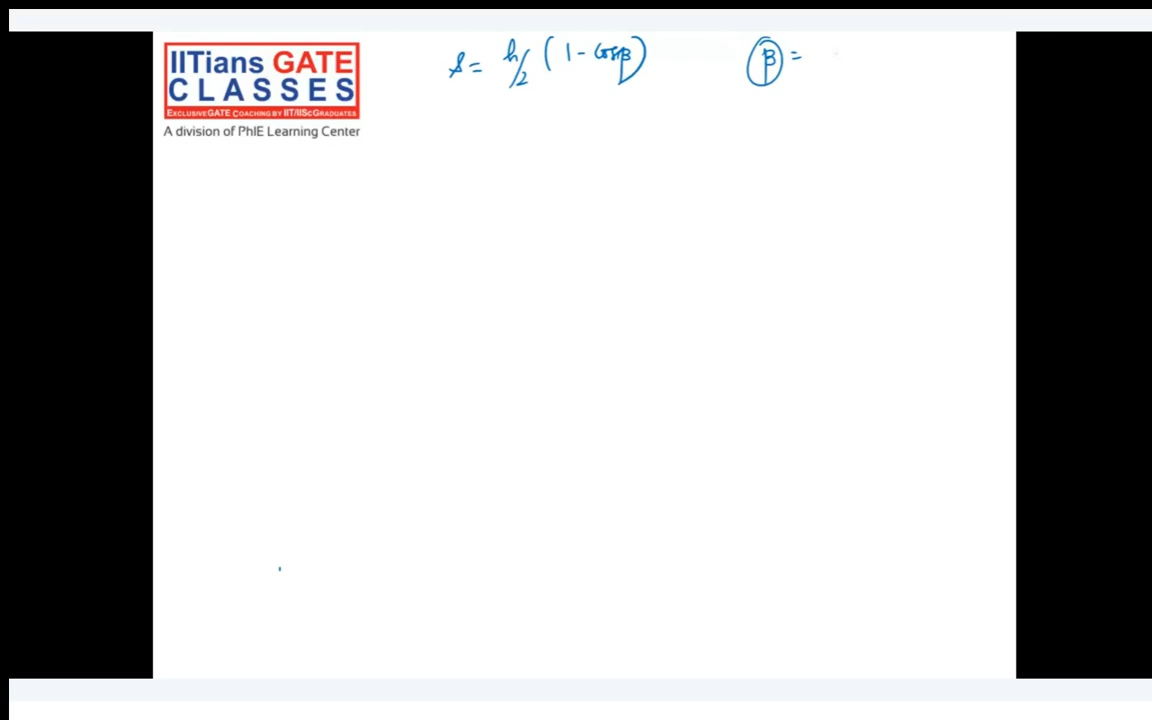 IITians GATE
CLASSES
EXCLUSIVE GATE COACHING BY IIT/IISC GRADUATES
A division of PhIE Learning Center
s = h/2 (1 - cosβ) β =